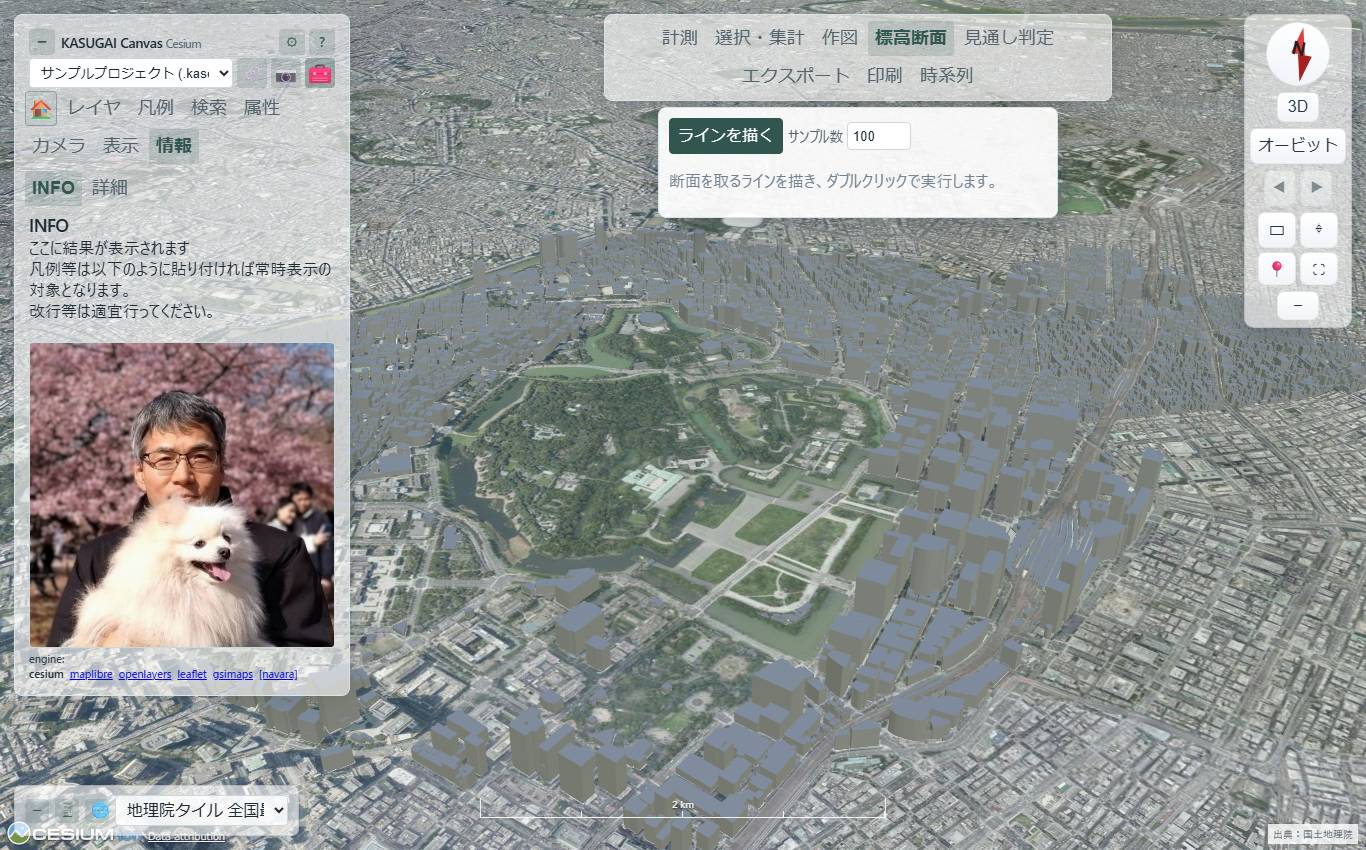 KASUGAI Canvas Cesium
?
サンプルプロジェクト (.kas
レイヤ 凡例 検索 属性
カメラ 表示 情報
INFO 詳細
INFO
ここに結果が表示されます
凡例等は以下のように貼り付ければ常時表示の
対象となります。
改行等は適宜行ってください。
engine:
cesium maplibre openlayers leaflet gsimaps [navara]
計測 選択・集計 作図 標高断面 見通し判定
エクスポート 印刷 時系列
ラインを描く サンプル数 100
断面を取るラインを描き、ダブルクリックで実行します。
N
3D
オービット
地理院タイル 全国
CESIUM ion Data attribution
2 km
出典：国土地理院